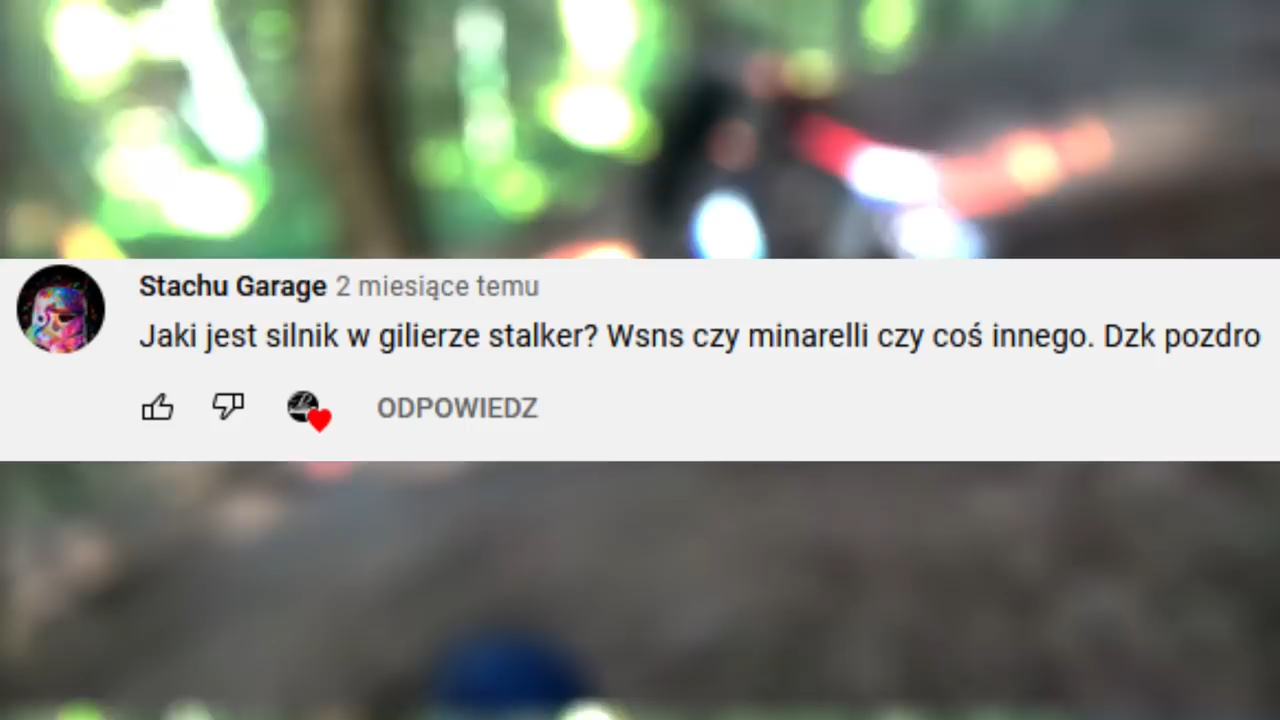 Stachu Garage 2 miesiące temu
Jaki jest silnik w gilierze stalker? Wsns czy minarelli czy coś innego. Dzk pozdro
ODPOWIEDZ